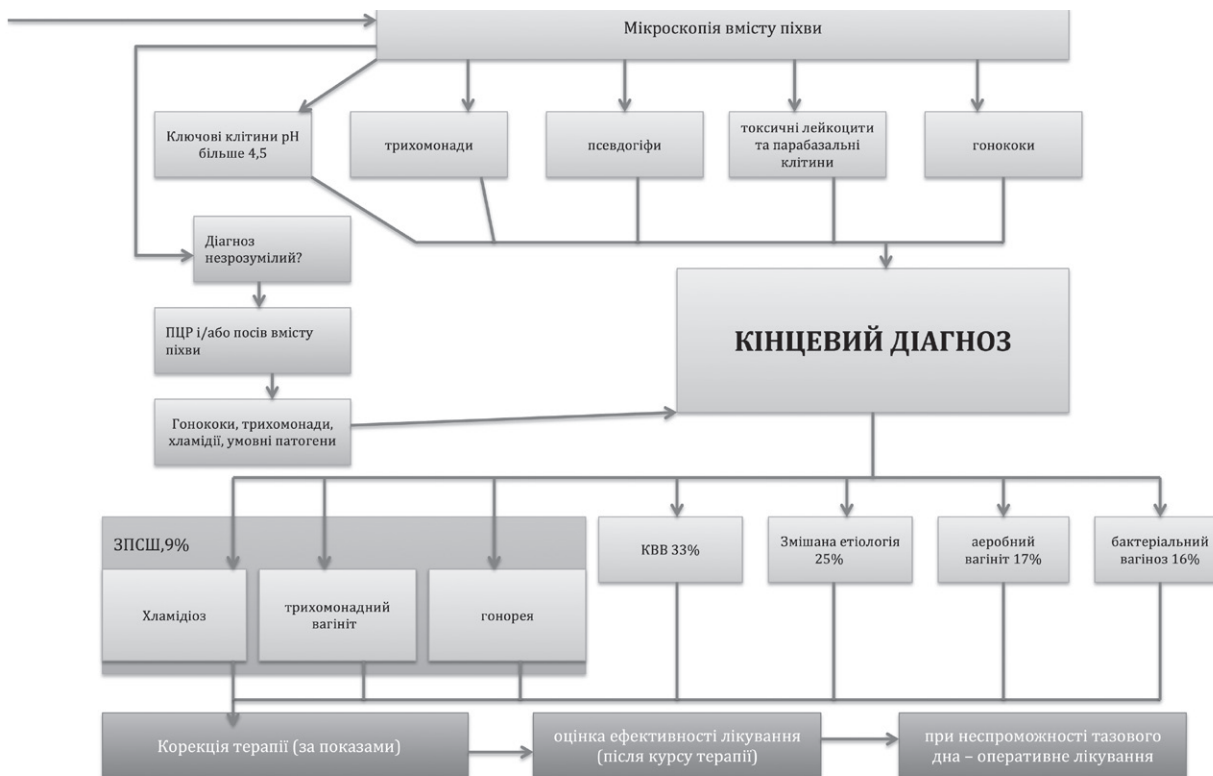 Мікроскопія вмісту піхви
Ключові клітини pH
більше 4,5
трихомонади
псевдогіфи
токсичні лейкоцити
та парабазальні
клітини
гонококи
Діагноз
незрозумілий?
ПЦР і/або посів вмісту
піхви
Гонококи, трихомонади,
хламідії, умовні патогени
КІНЦЕВИЙ ДІАГНОЗ
ЗПСШ,9%
Хламідіоз
трихомонадний
вагініт
гонорея
КВВ 33%
Змішана етіологія
25%
аеробний
вагініт 17%
бактеріальний
вагіноз 16%
Корекція терапії (за показами)
оцінка ефективності лікування
(після курсу терапії)
при неспроможності тазового
дна – оперативне лікування